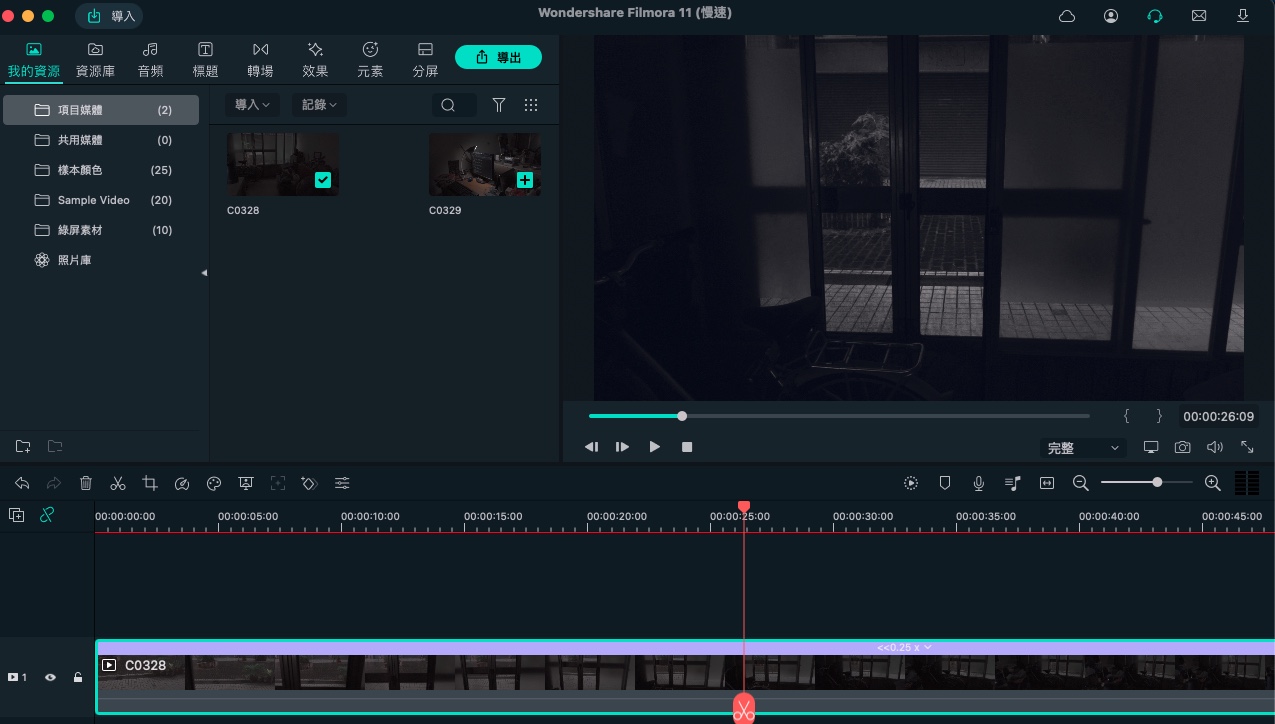 導入
Wondershare Filmora 11 (慢速)
我的資源 資源庫 音頻 標題 轉場 效果 元素 分屏
導出
項目媒體 (2)
共用媒體 (0)
樣本顏色 (25)
Sample Video (20)
綠屏素材 (10)
照片庫
導入 記錄
C0328 C0329
00:00:26:09
完整
00:00:00:00 00:00:05:00 00:00:10:00 00:00:15:00 00:00:20:00 00:00:25:00 00:00:30:00 00:00:35:00 00:00:40:00 00:00:45:00
<<0.25 x
C0328
1